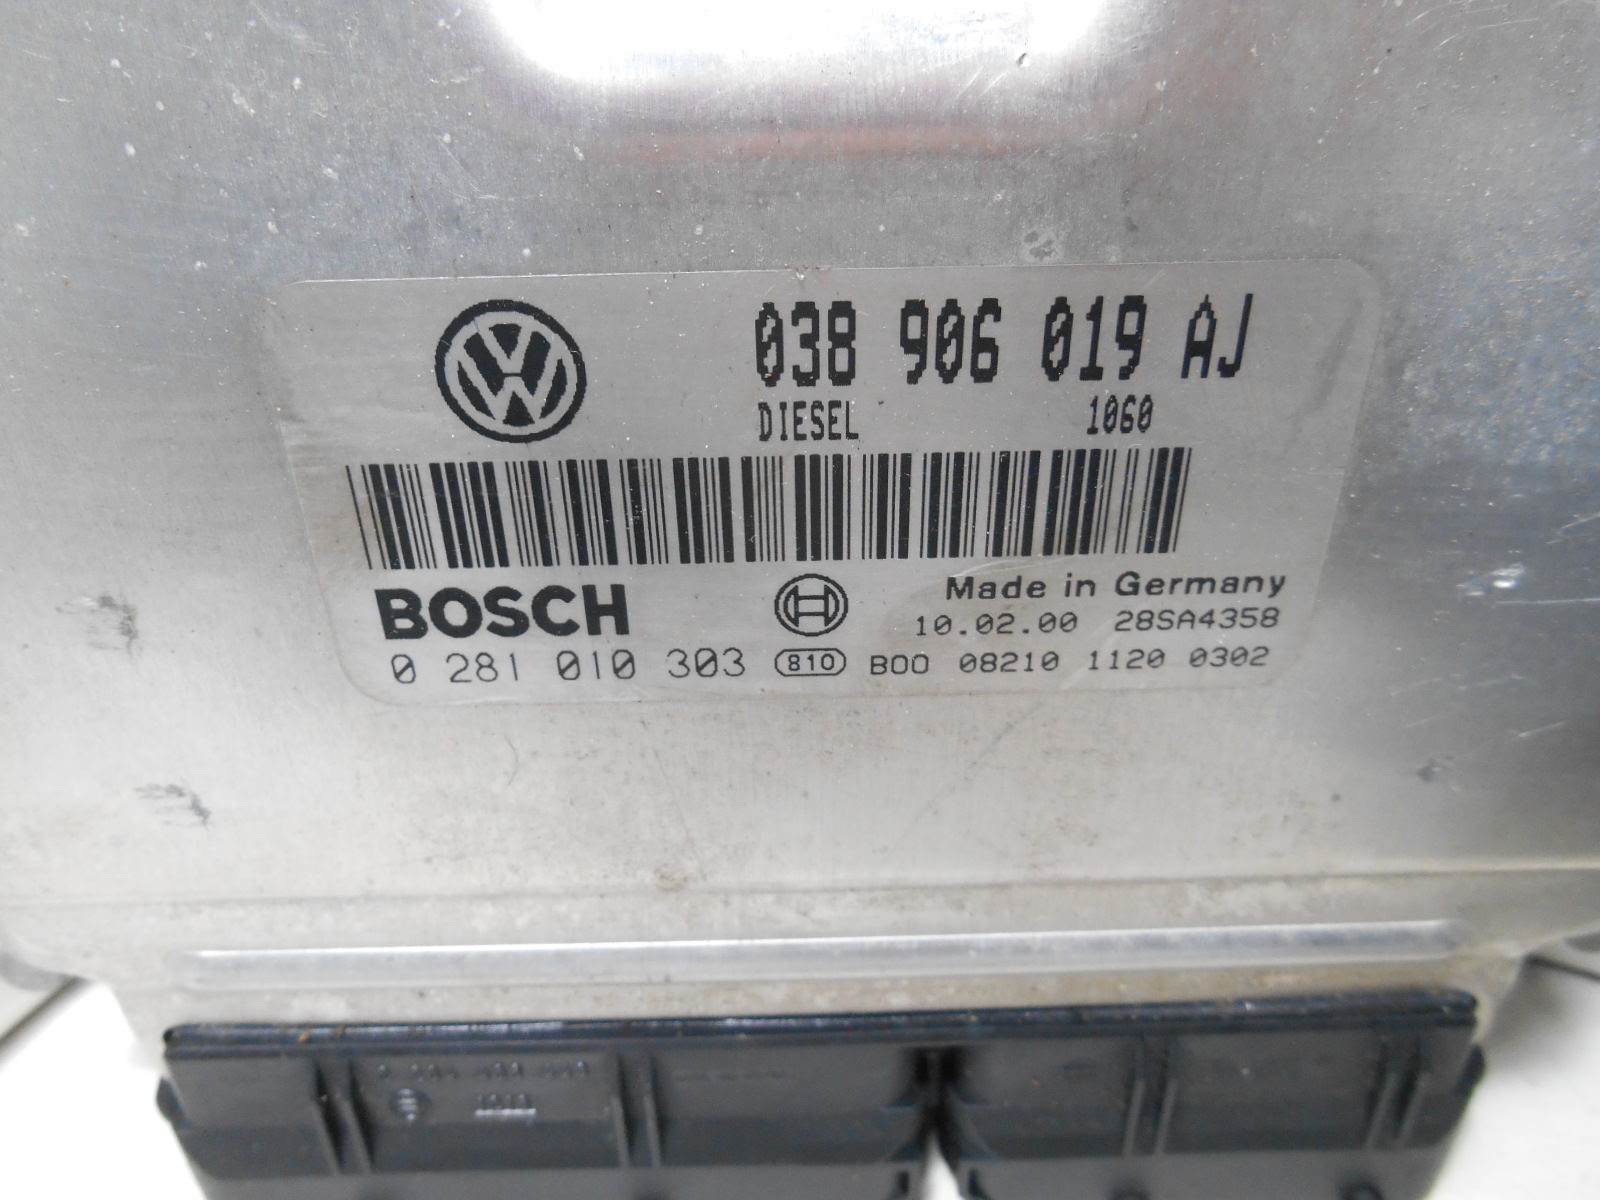 038 906 019 AJ
DIESEL 1060
BOSCH
Made in Germany
10.02.00 28SA4358
0 281 010 303 810 B00 08210 1120 0302